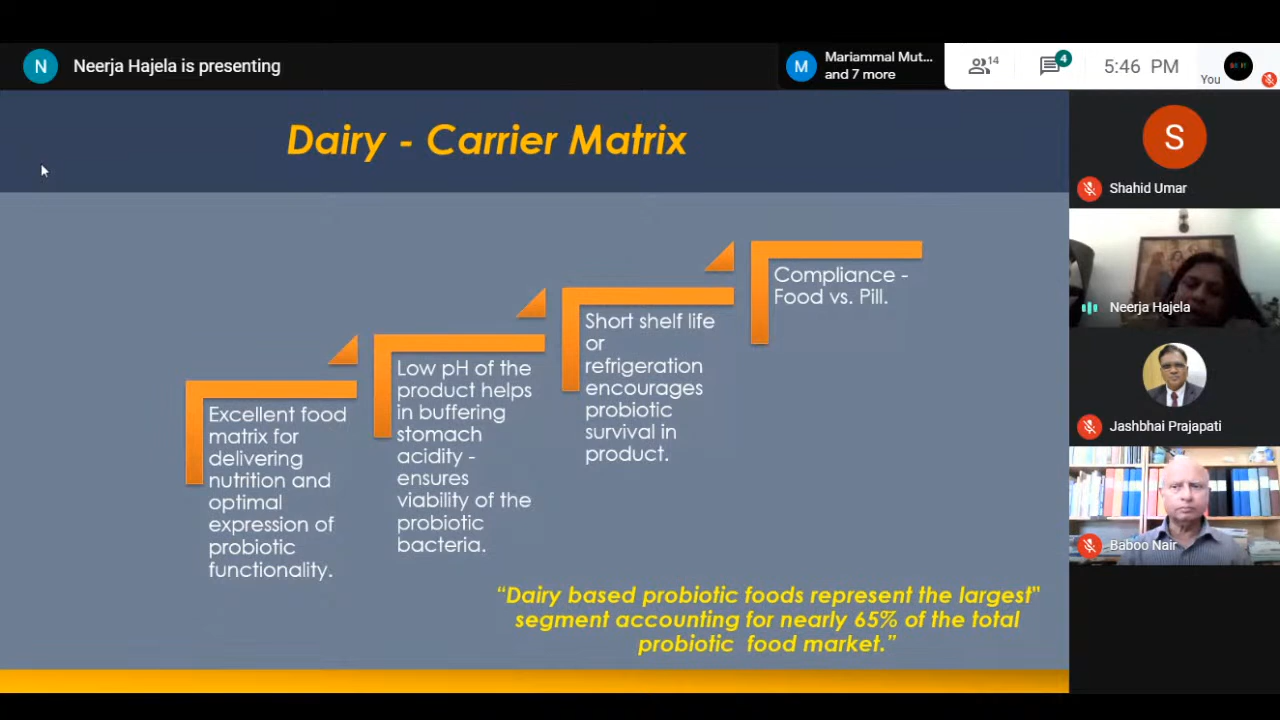 N
Neerja Hajela is presenting
M
Mariammal Mut...
and 7 more
14
4
5:46 PM
You
Dairy - Carrier Matrix
Excellent food
matrix for
delivering
nutrition and
optimal
expression of
probiotic
functionality.
Low pH of the
product helps
in buffering
stomach
acidity -
ensures
viability of the
probiotic
bacteria.
Short shelf life
or
refrigeration
encourages
probiotic
survival in
product.
Compliance -
Food vs. Pill.
“Dairy based probiotic foods represent the largest"
segment accounting for nearly 65% of the total
probiotic food market.”
S
Shahid Umar
Neerja Hajela
Jashbhai Prajapati
Baboo Nair